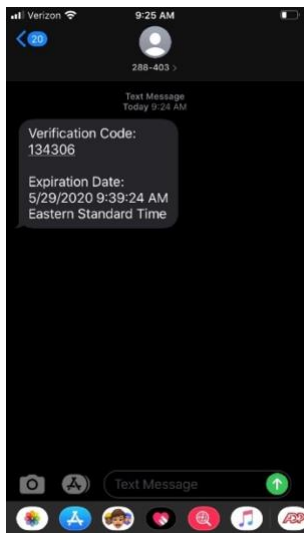 Verizon 9:25 AM
20
288-403 >
Text Message
Today 9:24 AM
Verification Code:
134306
Expiration Date:
5/29/2020 9:39:24 AM
Eastern Standard Time
Text Message
ADP